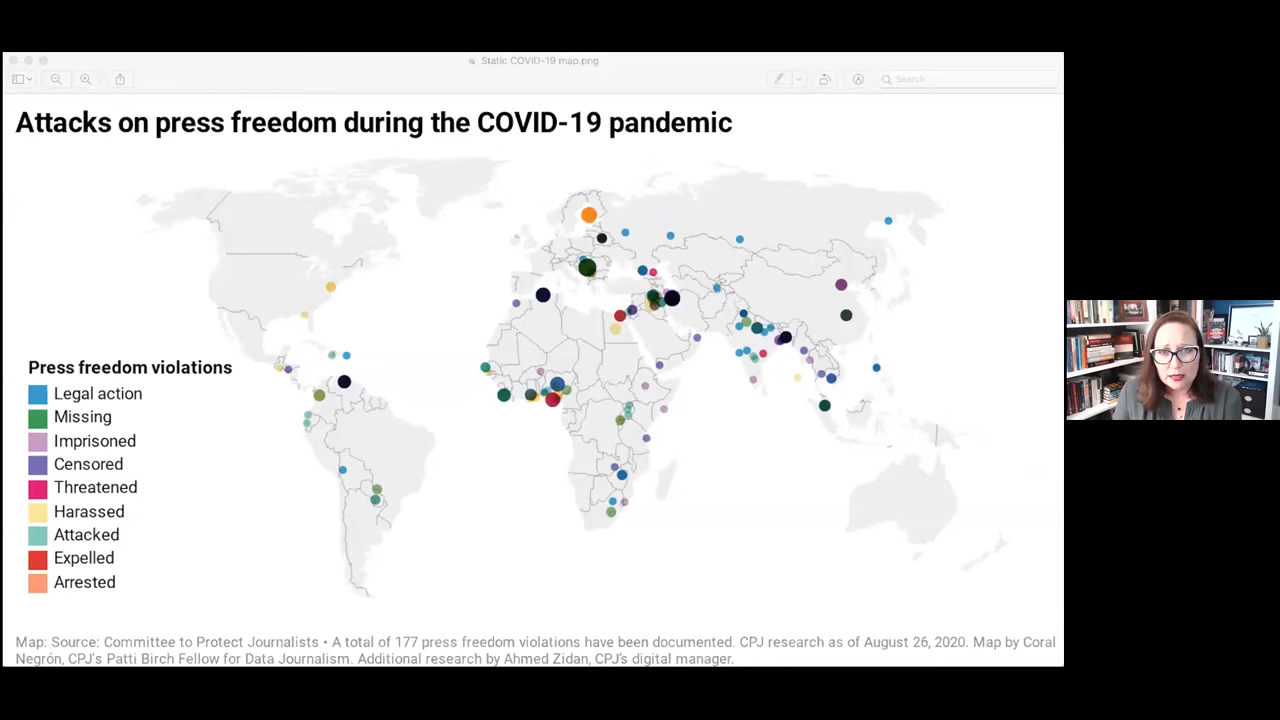 Static COVID-19 map.png
Search
Attacks on press freedom during the COVID-19 pandemic
Press freedom violations
Legal action
Missing
Imprisoned
Censored
Threatened
Harassed
Attacked
Expelled
Arrested
Map: Source: Committee to Protect Journalists • A total of 177 press freedom violations have been documented. CPJ research as of August 26, 2020. Map by Coral
Negrón, CPJ's Patti Birch Fellow for Data Journalism. Additional research by Ahmed Zidan, CPJ's digital manager.